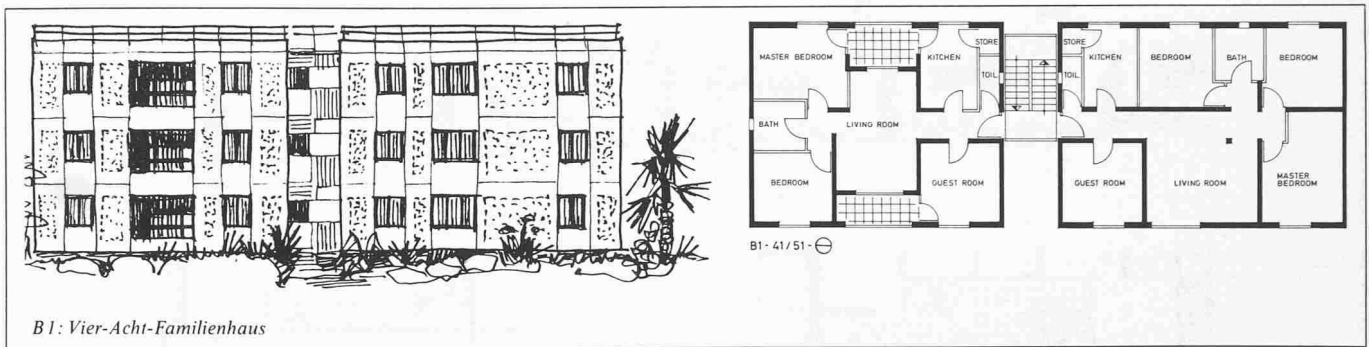 MASTER BEDROOM
KITCHEN
STORE
TOIL.
BATH
LIVING ROOM
BEDROOM
GUEST ROOM
STORE
TOIL.
KITCHEN
BEDROOM
BATH
BEDROOM
GUEST ROOM
LIVING ROOM
MASTER
BEDROOM
B1 - 41/51 -
B1: Vier-Acht-Familienhaus